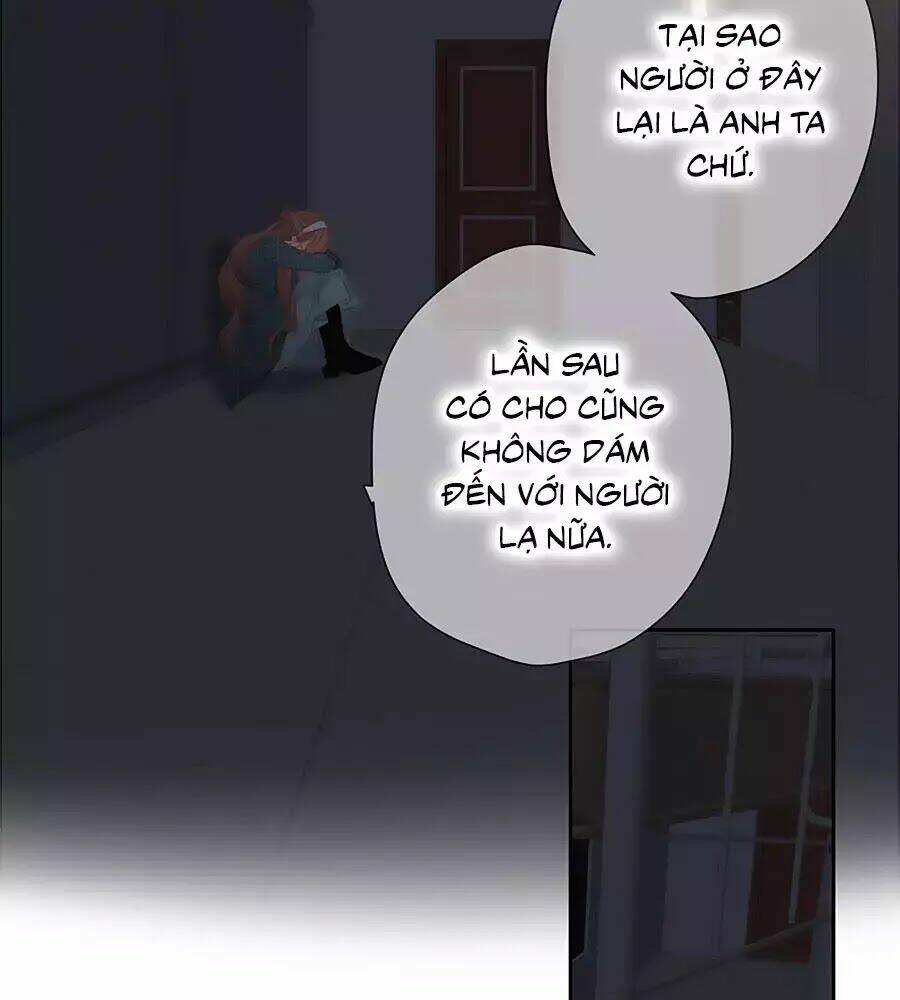 TẠI SAO
NGƯỜI Ở ĐÂY
LẠI LÀ ANH TA
CHỨ.
LẦN SAU
CÓ CHO CŨNG
KHÔNG DÁM
ĐẾN VỚI NGƯỜI
LẠ NỮA.